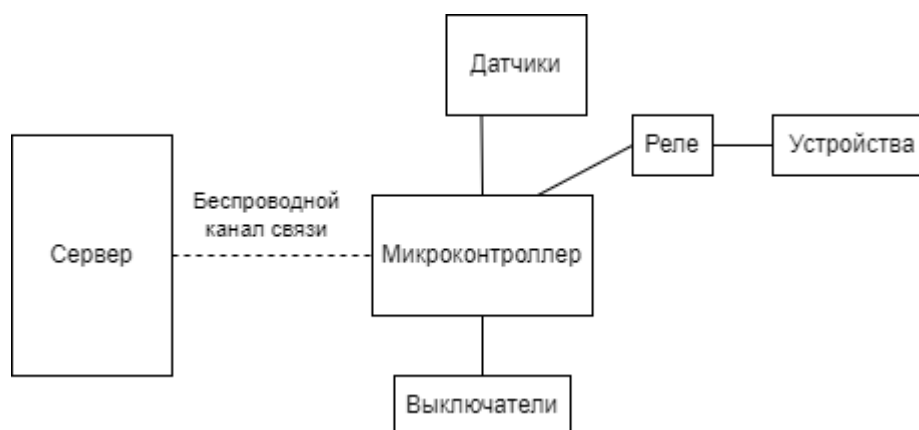 Датчики
Реле
Устройства
Беспроводной
канал связи
Сервер
Микроконтроллер
Выключатели